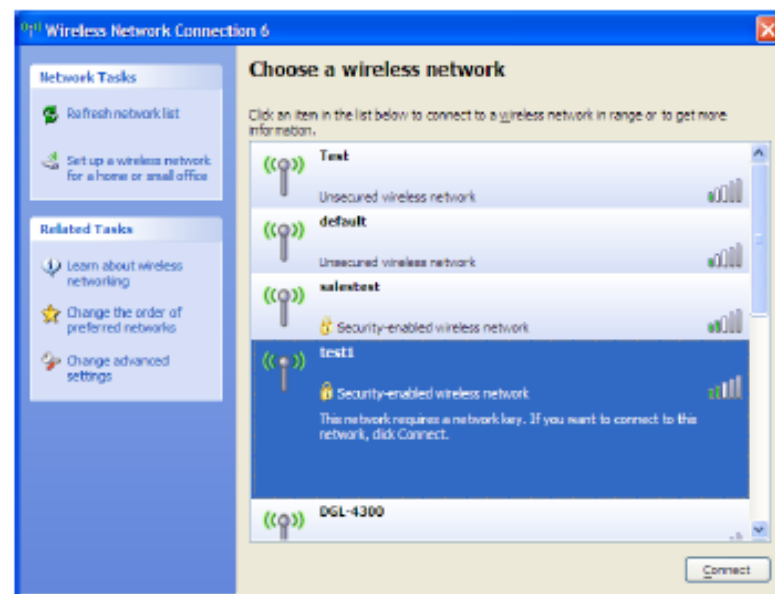 Wireless Network Connection 6
Network Tasks
Refresh network list
Set up a wireless network
for a home or small office
Related Tasks
Learn about wireless
networking
Change the order of
preferred networks
Change advanced
settings
Choose a wireless network
Click an item in the list below to connect to a wireless network in range or to get more
information.
Test
Unsecured wireless network
default
Unsecured wireless network
salestest
Security-enabled wireless network
test1
Security-enabled wireless network
This network requires a network key. If you want to connect to this
network, click Connect.
DGL-4300
Connect